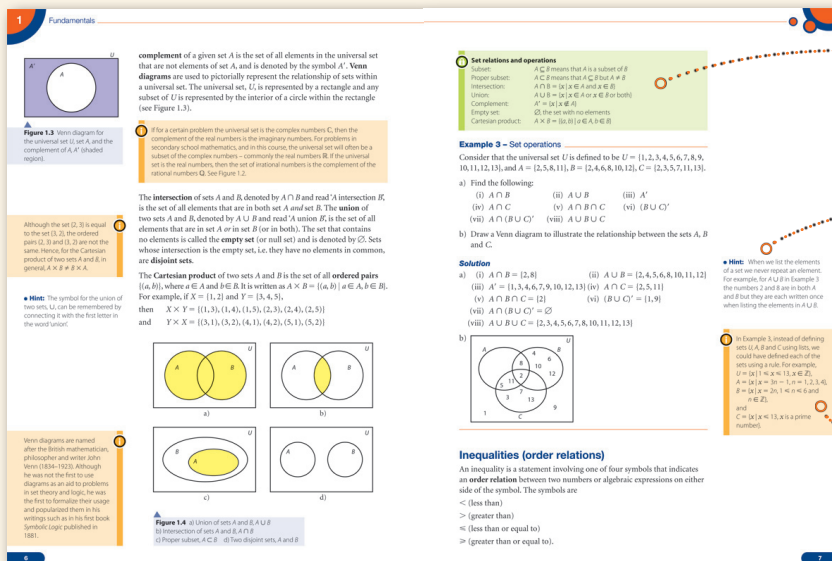 1
Fundamentals
U
A′
A
Figure 1.3 Venn diagram for
the universal set U, set A, and the
complement of A, A′ (shaded
region).
complement of a given set A is the set of all elements in the universal set
that are not elements of set A, and is denoted by the symbol A′. Venn
diagrams are used to pictorially represent the relationship of sets within
a universal set. The universal set, U, is represented by a rectangle and any
subset of U is represented by the interior of a circle within the rectangle
(see Figure 1.3).
If for a certain problem the universal set is the complex numbers ℂ, then the
complement of the real numbers is the imaginary numbers. For problems in
secondary school mathematics, and in this course, the universal set will often be a
subset of the complex numbers – commonly the real numbers ℝ. If the universal
set is the real numbers, then the set of irrational numbers is the complement of the
rational numbers ℚ. See Figure 1.2.
The intersection of sets A and B, denoted by A ∩ B and read ‘A intersection B’,
is the set of all elements that are in both set A and set B. The union of
two sets A and B, denoted by A ∪ B and read ‘A union B’, is the set of all
elements that are in set A or in set B (or in both). The set that contains
no elements is called the empty set (or null set) and is denoted by ∅. Sets
whose intersection is the empty set, i.e. they have no elements in common,
are disjoint sets.
Although the set {2, 3} is equal
to the set {3, 2}, the ordered
pairs (2, 3) and (3, 2) are not the
same. Hence, for the Cartesian
product of two sets A and B, in
general, A × B ≠ B × A.
The Cartesian product of two sets A and B is the set of all ordered pairs
{(a, b)}, where a ∈ A and b ∈ B. It is written as A × B = {(a, b) | a ∈ A, b ∈ B}.
For example, if X = {1, 2} and Y = {3, 4, 5},
then X × Y = {(1, 3), (1, 4), (1, 5), (2, 3), (2, 4), (2, 5)}
and Y × X = {(3, 1), (3, 2), (4, 1), (4, 2), (5, 1), (5, 2)}
• Hint: The symbol for the union of
two sets, ∪, can be remembered by
connecting it with the first letter in
the word ‘union’.
U
A B
a)
U
A B
b)
U
B
A
c)
U
A B
d)
Venn diagrams are named
after the British mathematician,
philosopher and writer John
Venn (1834–1923). Although
he was not the first to use
diagrams as an aid to problems
in set theory and logic, he was
the first to formalize their usage
and popularized them in his
writings such as in his first book
Symbolic Logic published in
1881.
Figure 1.4 a) Union of sets A and B, A ∪ B
b) Intersection of sets A and B, A ∩ B
c) Proper subset, A ⊂ B d) Two disjoint sets, A and B
6
Set relations and operations
Subset: A ⊆ B means that A is a subset of B
Proper subset: A ⊂ B means that A ⊆ B but A ≠ B
Intersection: A ∩ B = {x | x ∈ A and x ∈ B}
Union: A ∪ B = {x | x ∈ A or x ∈ B or both}
Complement: A′ = {x | x ∉ A}
Empty set: ∅, the set with no elements
Cartesian product: A × B = {(a, b) | a ∈ A, b ∈ B}
Example 3 – Set operations
Consider that the universal set U is defined to be U = {1, 2, 3, 4, 5, 6, 7, 8, 9,
10, 11, 12, 13}, and A = {2, 5, 8, 11}, B = {2, 4, 6, 8, 10, 12}, C = {2, 3, 5, 7, 11, 13}.
a) Find the following:
(i) A ∩ B (ii) A ∪ B (iii) A′
(iv) A ∩ C (v) A ∩ B ∩ C (vi) (B ∪ C)′
(vii) A ∩ (B ∪ C)′ (viii) A ∪ B ∪ C
b) Draw a Venn diagram to illustrate the relationship between the sets A, B
and C.
Solution
a) (i) A ∩ B = {2, 8} (ii) A ∪ B = {2, 4, 5, 6, 8, 10, 11, 12}
(iii) A′ = {1, 3, 4, 6, 7, 9, 10, 12, 13} (iv) A ∩ C = {2, 5, 11}
(v) A ∩ B ∩ C = {2} (vi) (B ∪ C)′ = {1, 9}
(vii) A ∩ (B ∪ C)′ = ∅
(viii) A ∪ B ∪ C = {2, 3, 4, 5, 6, 7, 8, 10, 11, 12, 13}
• Hint: When we list the elements
of a set we never repeat an element.
For example, for A ∪ B in Example 3
the numbers 2 and 8 are in both A
and B but they are each written once
when listing the elements in A ∪ B.
b)
U
A B
4
6
8 10
12
2
11
5
3 7
13
9
1
C
In Example 3, instead of defining
sets U, A, B and C using lists, we
could have defined each of the
sets using a rule. For example,
U = {x | 1 ≤ x ≤ 13, x ∈ ℤ},
A = {x | x = 3n − 1, n = 1, 2, 3, 4},
B = {x | x = 2n, 1 ≤ n ≤ 6 and
n ∈ ℤ},
and
C = {x | x ≤ 13, x is a prime
number}.
Inequalities (order relations)
An inequality is a statement involving one of four symbols that indicates
an order relation between two numbers or algebraic expressions on either
side of the symbol. The symbols are
< (less than)
> (greater than)
≤ (less than or equal to)
≥ (greater than or equal to).
7